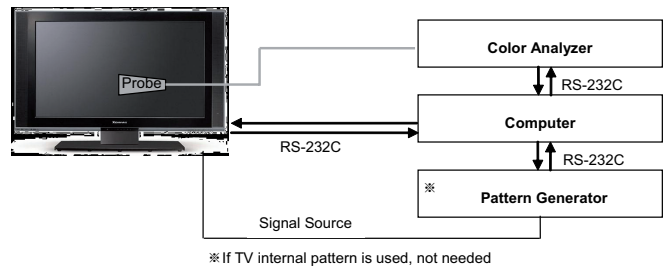 Color Analyzer
Probe
RS-232C
Computer
RS-232C
RS-232C
※
Pattern Generator
Signal Source
※If TV internal pattern is used, not needed